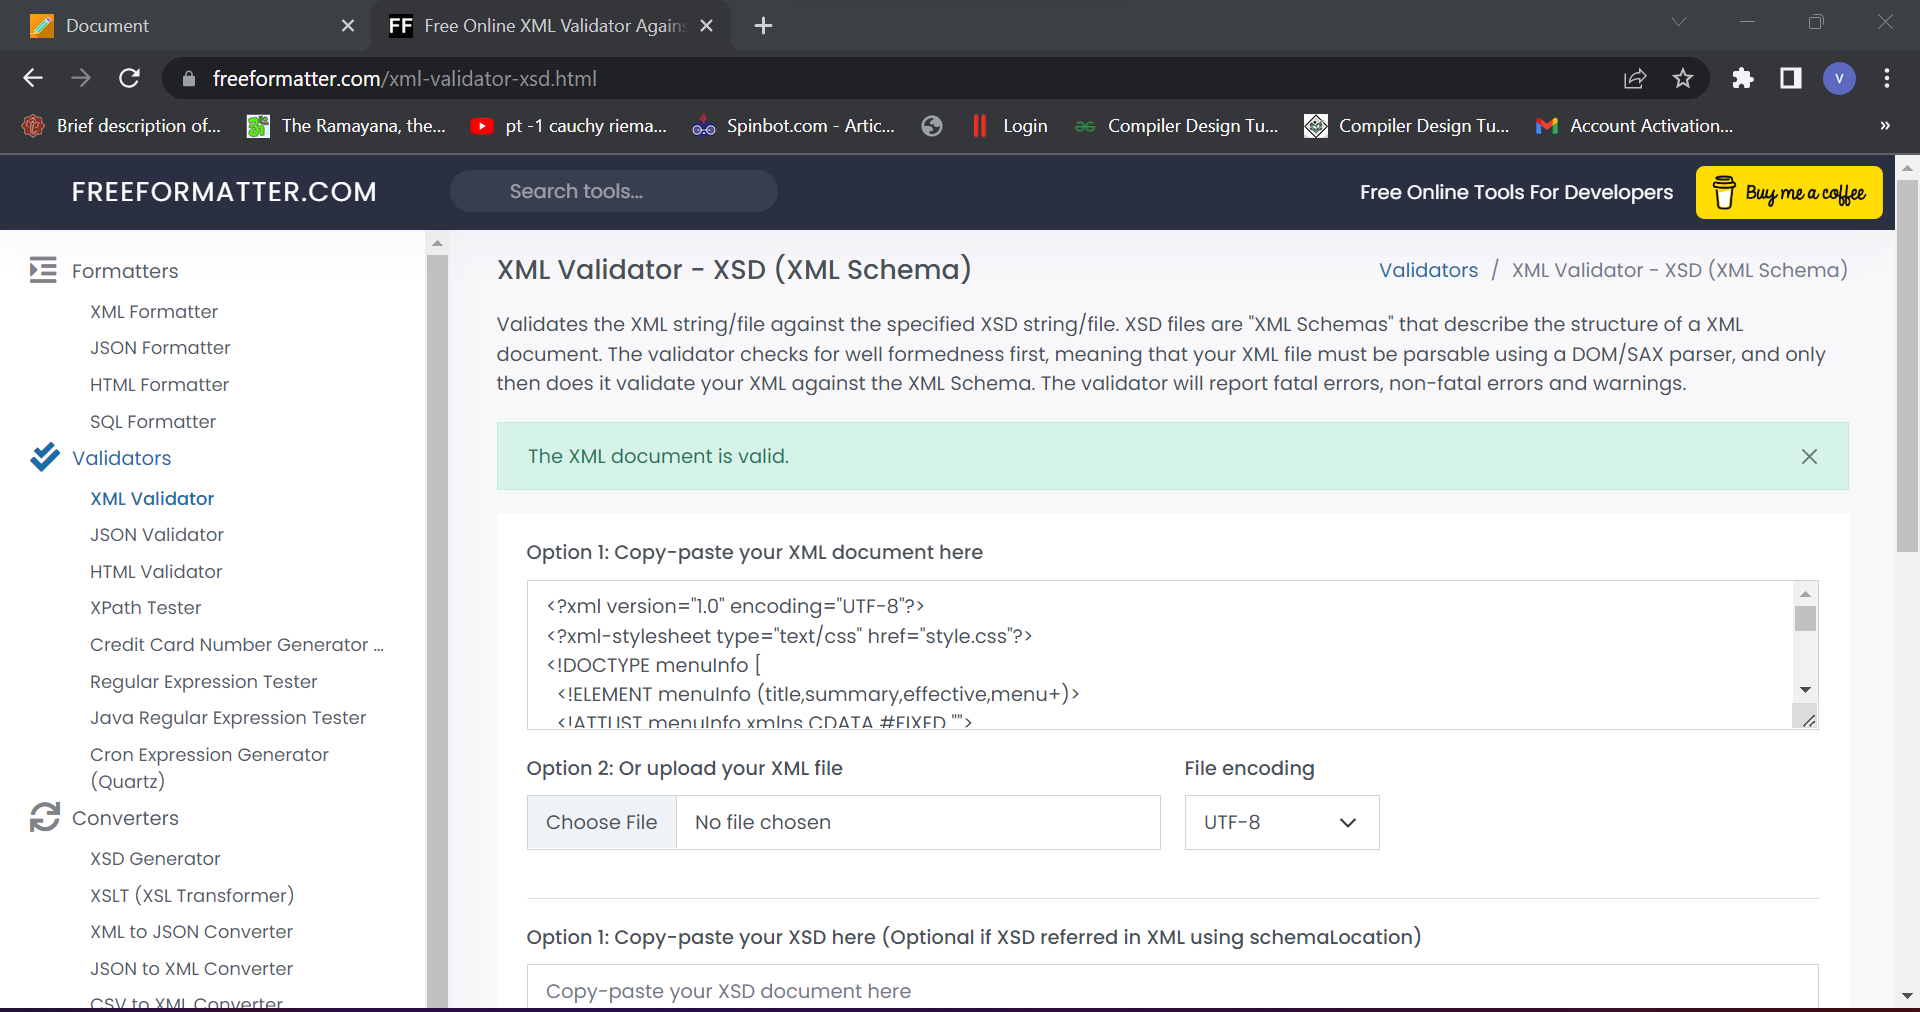 Document
FF Free Online XML Validator Agains
freeformatter.com/xml-validator-xsd.html
V
Brief description of...
The Ramayana, the...
pt -1 cauchy riema...
Spinbot.com - Artic...
Login
Compiler Design Tu...
Compiler Design Tu...
Account Activation...
»
FREEFORMATTER.COM
Search tools...
Free Online Tools For Developers
Buy me a coffee
Formatters
XML Formatter
JSON Formatter
HTML Formatter
SQL Formatter
Validators
XML Validator
JSON Validator
HTML Validator
XPath Tester
Credit Card Number Generator ...
Regular Expression Tester
Java Regular Expression Tester
Cron Expression Generator
(Quartz)
Converters
XSD Generator
XSLT (XSL Transformer)
XML to JSON Converter
JSON to XML Converter
CSV to XML Converter
XML Validator - XSD (XML Schema)
Validators / XML Validator - XSD (XML Schema)
Validates the XML string/file against the specified XSD string/file. XSD files are "XML Schemas" that describe the structure of a XML
document. The validator checks for well formedness first, meaning that your XML file must be parsable using a DOM/SAX parser, and only
then does it validate your XML against the XML Schema. The validator will report fatal errors, non-fatal errors and warnings.
The XML document is valid.
Option 1: Copy-paste your XML document here
<?xml version="1.0" encoding="UTF-8"?>
<?xml-stylesheet type="text/css" href="style.css"?>
<!DOCTYPE menuInfo [
<!ELEMENT menuInfo (title,summary,effective,menu+)>
<!ATTLIST menuInfo xmlns CDATA #FIXED "">
Option 2: Or upload your XML file
File encoding
Choose File
No file chosen
UTF-8
Option 1: Copy-paste your XSD here (Optional if XSD referred in XML using schemaLocation)
Copy-paste your XSD document here